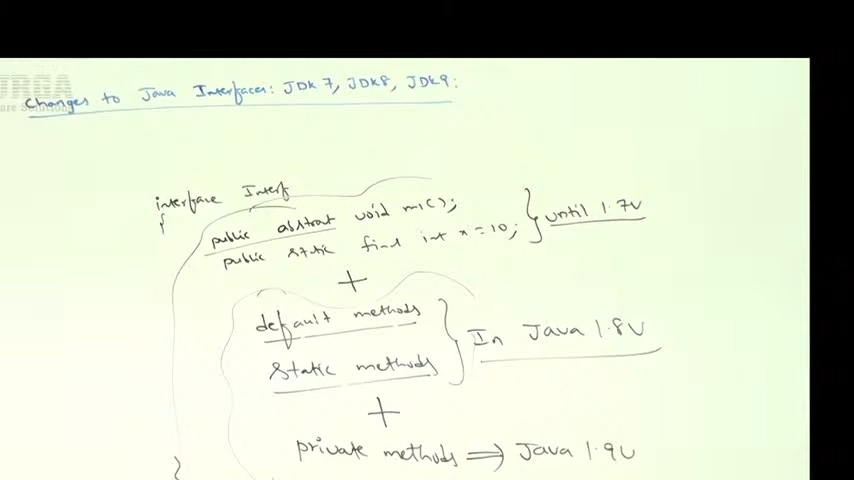 Changes to Java Interfaces: JDK 7, JDK8, JDK9:
interface Interf
{
public abstract void m1();
public static final int x = 10;
} until 1.7V
+
default methods
static methods
} In Java 1.8V
+
private methods => Java 1.9V
}